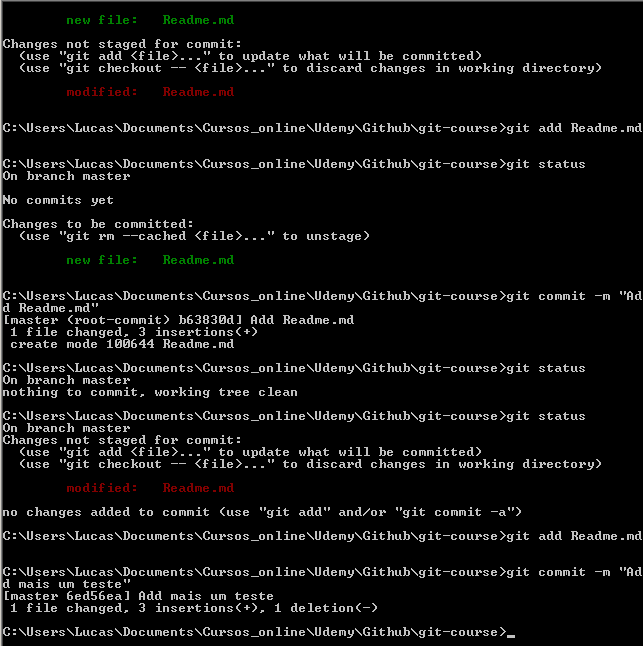 new file:   Readme.md
Changes not staged for commit:
(use "git add <file>..." to update what will be committed)
(use "git checkout -- <file>..." to discard changes in working directory)
modified:   Readme.md
C:\Users\Lucas\Documents\Cursos_online\Udemy\Github\git-course>git add Readme.md
C:\Users\Lucas\Documents\Cursos_online\Udemy\Github\git-course>git status
On branch master
No commits yet
Changes to be committed:
(use "git rm --cached <file>..." to unstage)
new file:   Readme.md
C:\Users\Lucas\Documents\Cursos_online\Udemy\Github\git-course>git commit -m "Ad
d Readme.md"
[master (root-commit) b63830d] Add Readme.md
1 file changed, 3 insertions(+)
create mode 100644 Readme.md
C:\Users\Lucas\Documents\Cursos_online\Udemy\Github\git-course>git status
On branch master
nothing to commit, working tree clean
C:\Users\Lucas\Documents\Cursos_online\Udemy\Github\git-course>git status
On branch master
Changes not staged for commit:
(use "git add <file>..." to update what will be committed)
(use "git checkout -- <file>..." to discard changes in working directory)
modified:   Readme.md
no changes added to commit (use "git add" and/or "git commit -a")
C:\Users\Lucas\Documents\Cursos_online\Udemy\Github\git-course>git add Readme.md
C:\Users\Lucas\Documents\Cursos_online\Udemy\Github\git-course>git commit -m "Ad
d mais um teste"
[master 6ed56ea] Add mais um teste
1 file changed, 3 insertions(+), 1 deletion(-)
C:\Users\Lucas\Documents\Cursos_online\Udemy\Github\git-course>_